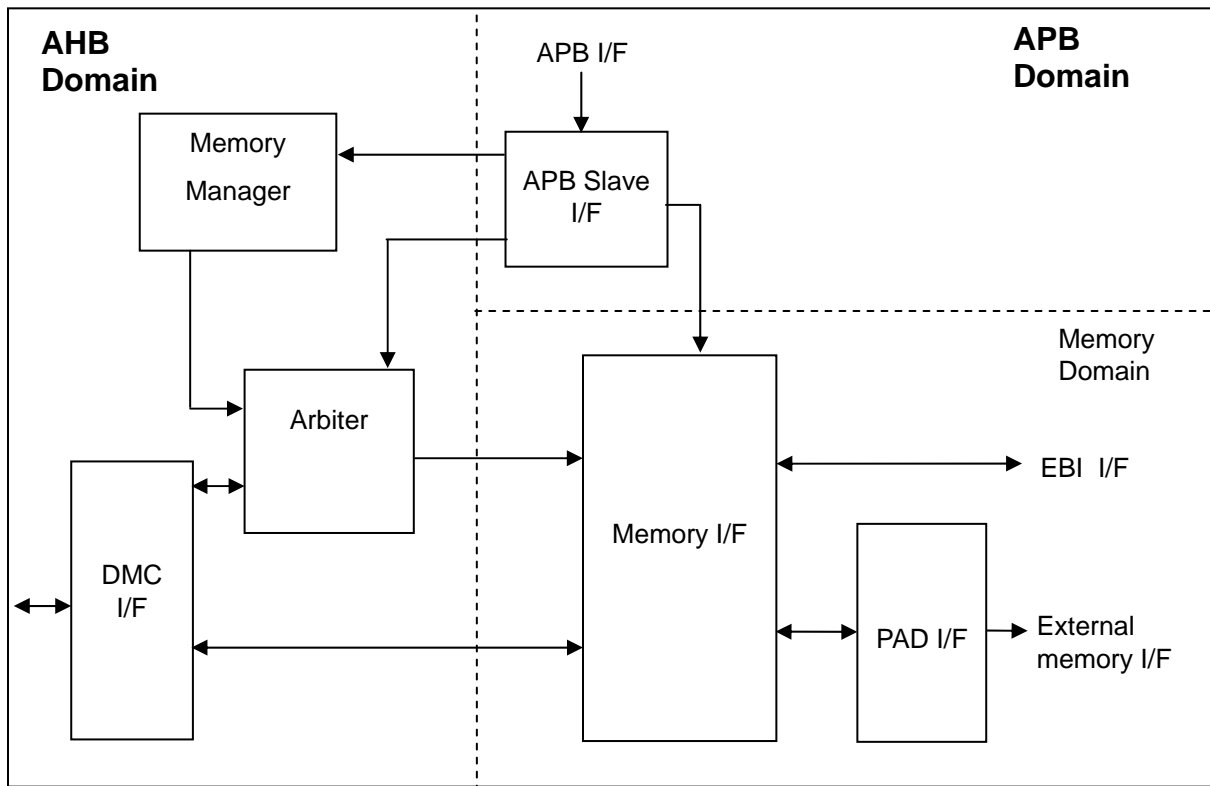 AHB
Domain
APB I/F
APB
Domain
Memory
Manager
APB Slave
I/F
Memory
Domain
Arbiter
EBI I/F
Memory I/F
DMC
I/F
PAD I/F
External
memory I/F